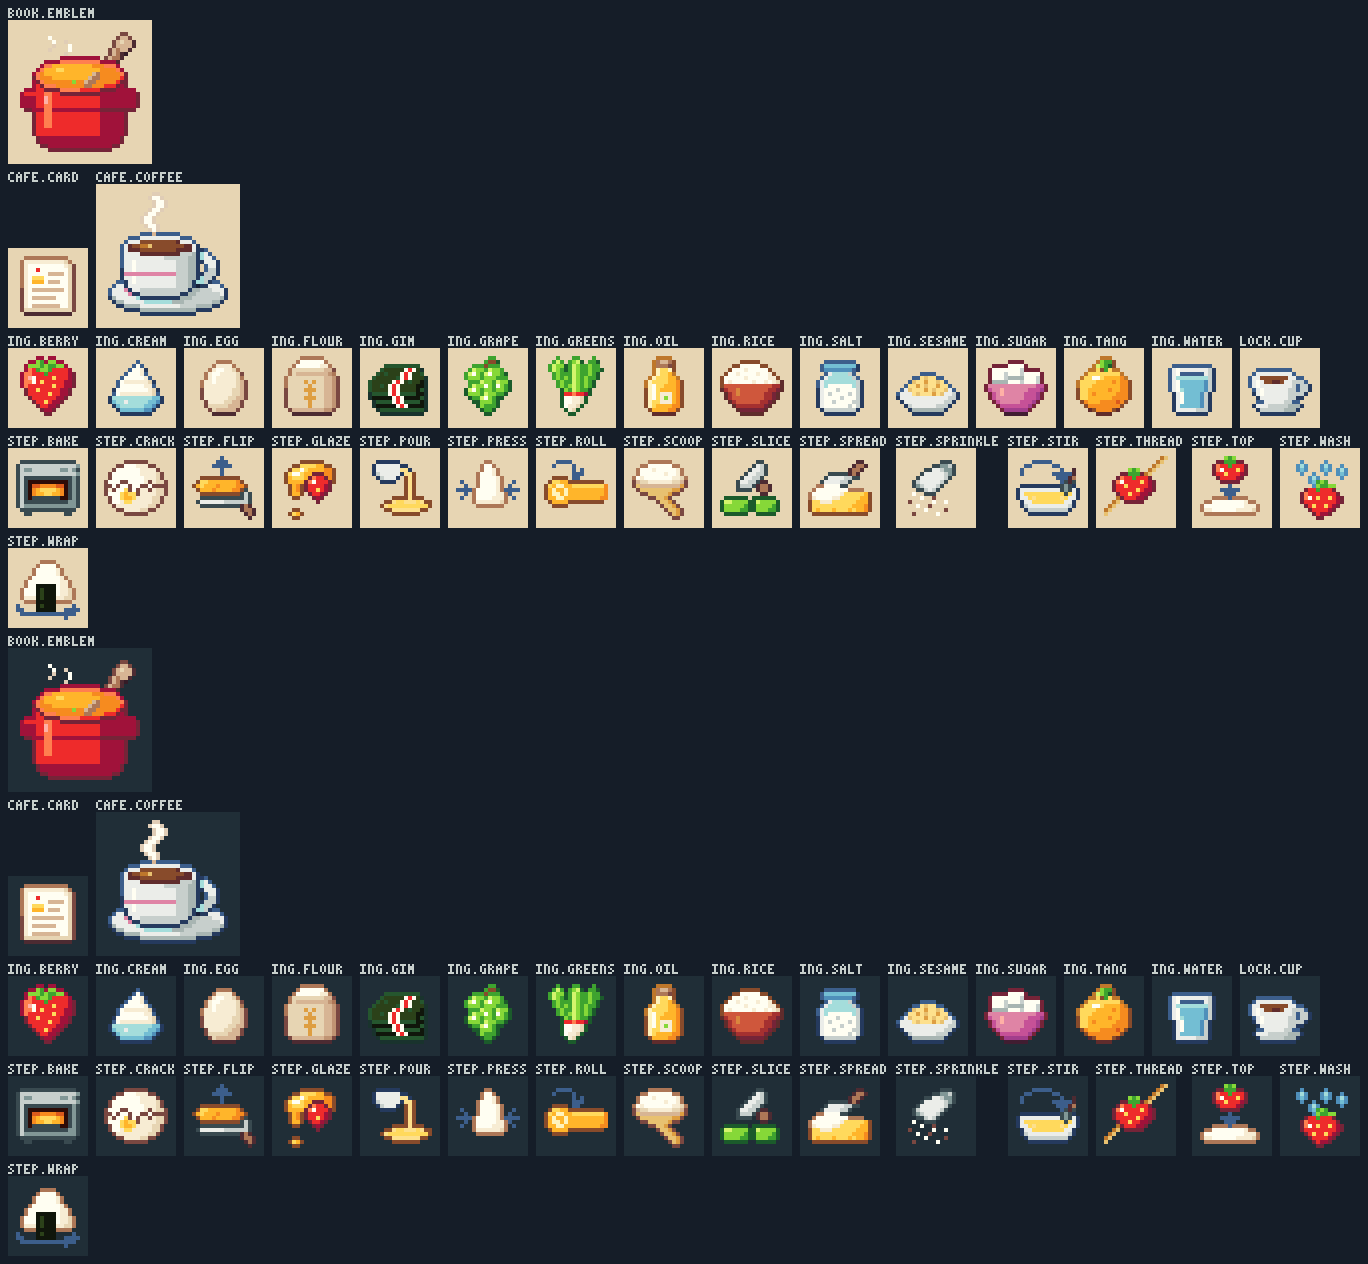 BOOK.EMBLEM
CAFE.CARD CAFE.COFFEE
ING.BERRY ING.CREAM ING.EGG ING.FLOUR ING.GIM ING.GRAPE ING.GREENS ING.OIL ING.RICE ING.SALT ING.SESAME ING.SUGAR ING.TANG ING.WATER LOCK.CUP
STEP.BAKE STEP.CRACK STEP.FLIP STEP.GLAZE STEP.POUR STEP.PRESS STEP.ROLL STEP.SCOOP STEP.SLICE STEP.SPREAD STEP.SPRINKLE STEP.STIR STEP.THREAD STEP.TOP STEP.WASH
STEP.WRAP
BOOK.EMBLEM
CAFE.CARD CAFE.COFFEE
ING.BERRY ING.CREAM ING.EGG ING.FLOUR ING.GIM ING.GRAPE ING.GREENS ING.OIL ING.RICE ING.SALT ING.SESAME ING.SUGAR ING.TANG ING.WATER LOCK.CUP
STEP.BAKE STEP.CRACK STEP.FLIP STEP.GLAZE STEP.POUR STEP.PRESS STEP.ROLL STEP.SCOOP STEP.SLICE STEP.SPREAD STEP.SPRINKLE STEP.STIR STEP.THREAD STEP.TOP STEP.WASH
STEP.WRAP